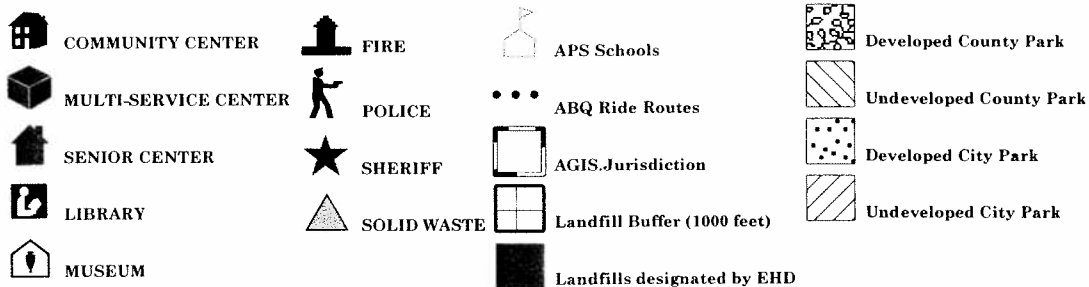 COMMUNITY CENTER
MULTI-SERVICE CENTER
SENIOR CENTER
LIBRARY
MUSEUM
FIRE
POLICE
SHERIFF
SOLID WASTE
APS Schools
ABQ Ride Routes
AGIS.Jurisdiction
Landfill Buffer (1000 feet)
Landfills designated by EHD
Developed County Park
Undeveloped County Park
Developed City Park
Undeveloped City Park